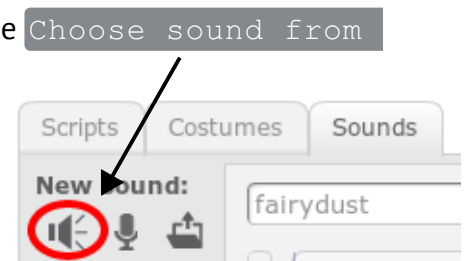 e Choose sound from
Scripts Costumes Sounds
New sound:
fairydust